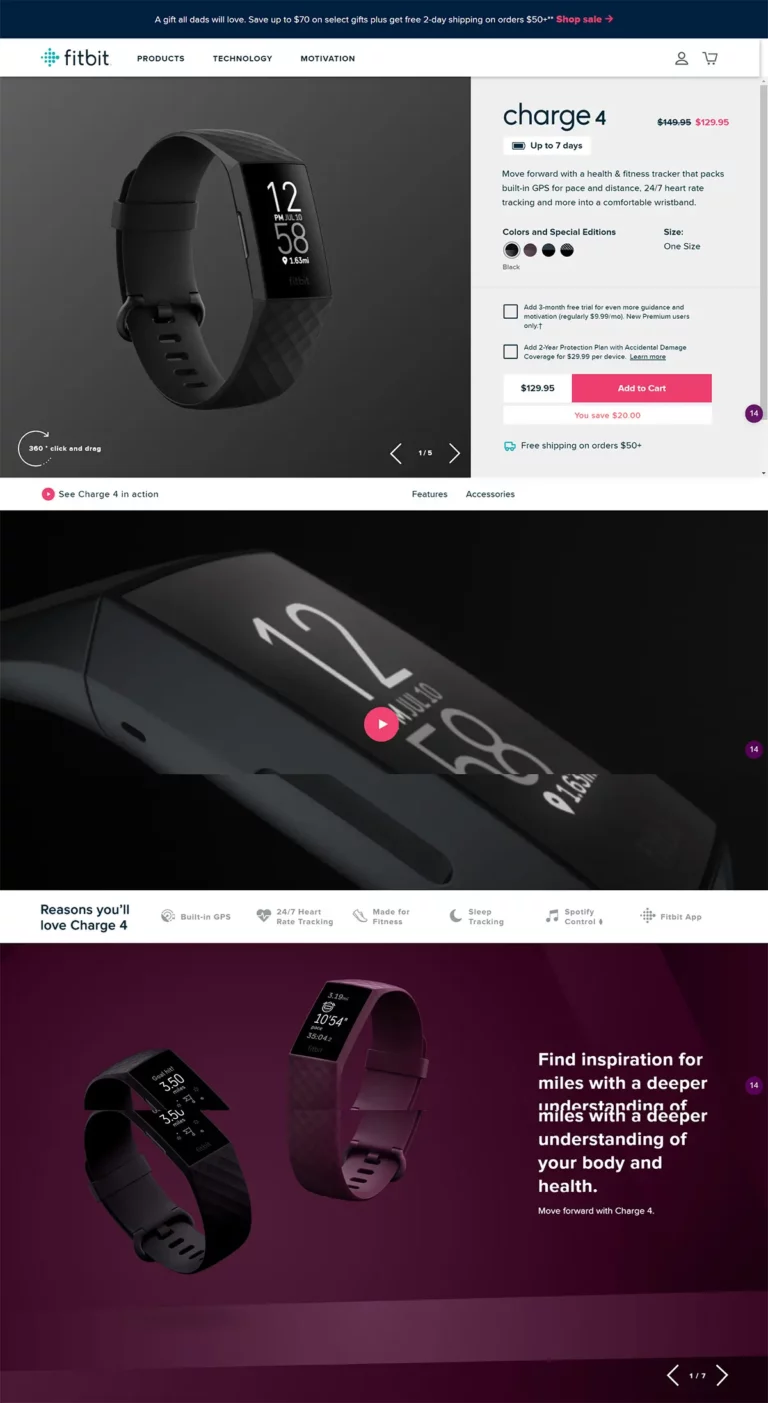 A gift all dads will love. Save up to $70 on select gifts plus get free 2-day shipping on orders $50+** Shop sale →
fitbit
PRODUCTS TECHNOLOGY MOTIVATION
charge 4
$149.95 $129.95
Up to 7 days
Move forward with a health & fitness tracker that packs
built-in GPS for pace and distance, 24/7 heart rate
tracking and more into a comfortable wristband.
Colors and Special Editions
Size:
One Size
Black
Add 3-month free trial for even more guidance and
motivation (regularly $9.99/mo). New Premium users
only.†
Add 2-Year Protection Plan with Accidental Damage
Coverage for $29.99 per device. Learn more
$129.95 Add to Cart
You save $20.00
Free shipping on orders $50+
14
12
PM JUL 10
58
1.63mi
fitbit
360 ° click and drag
1/5
See Charge 4 in action
Features Accessories
12
M JUL 10
58
1.63m
14
Reasons you'll
love Charge 4
Built-in GPS
24/7 Heart
Rate Tracking
Made for
Fitness
Sleep
Tracking
Spotify
Control
Fitbit App
3.19mi
10'54"
pace
35:04.2
fitbit
Goal hit!
3.50
miles
3.50
miles
Find inspiration for
miles with a deeper
understanding of
miles with a deeper
understanding of
your body and
health.
Move forward with Charge 4.
14
1/7